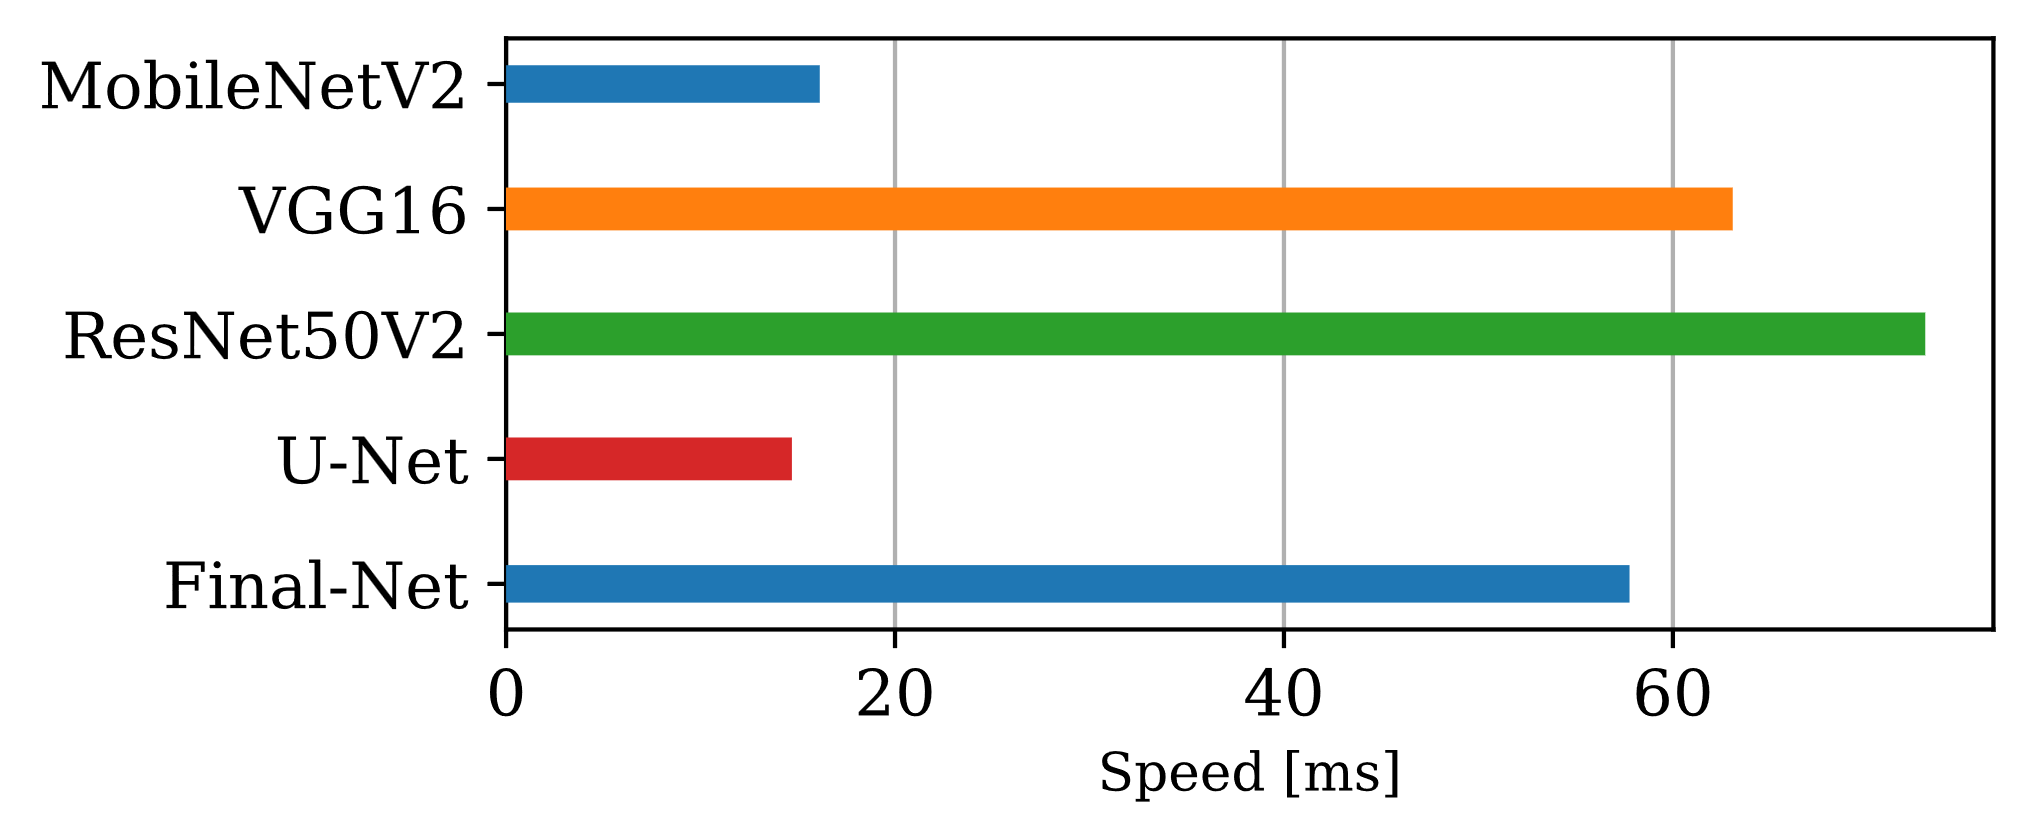 MobileNetV2
VGG16
ResNet50V2
U-Net
Final-Net
0 20 40 60
Speed [ms]